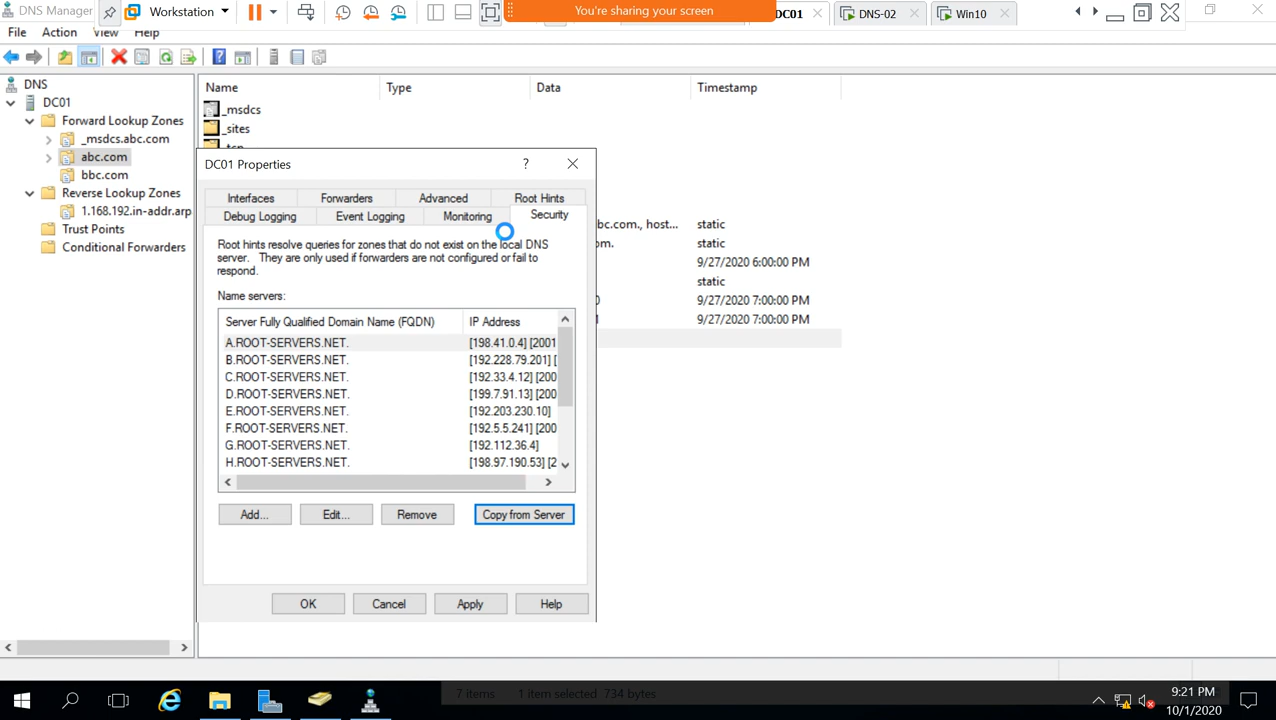 DNS Manager
Workstation
You're sharing your screen
DC01
DNS-02
Win10
File Action View Help
DNS
DC01
Forward Lookup Zones
_msdcs.abc.com
abc.com
bbc.com
Reverse Lookup Zones
1.168.192.in-addr.arp
Trust Points
Conditional Forwarders
Name Type Data Timestamp
_msdcs
_sites
_tcp
bc.com., host... static
om. static
9/27/2020 6:00:00 PM
static
9/27/2020 7:00:00 PM
9/27/2020 7:00:00 PM
DC01 Properties
? 
Interfaces Forwarders Advanced Root Hints
Debug Logging Event Logging Monitoring Security
Root hints resolve queries for zones that do not exist on the local DNS
server. They are only used if forwarders are not configured or fail to
respond.
Name servers:
Server Fully Qualified Domain Name (FQDN) IP Address
A.ROOT-SERVERS.NET. [198.41.0.4] [2001
B.ROOT-SERVERS.NET. [192.228.79.201] [
C.ROOT-SERVERS.NET. [192.33.4.12] [200
D.ROOT-SERVERS.NET. [199.7.91.13] [200
E.ROOT-SERVERS.NET. [192.203.230.10]
F.ROOT-SERVERS.NET. [192.5.5.241] [200
G.ROOT-SERVERS.NET. [192.112.36.4]
H.ROOT-SERVERS.NET. [198.97.190.53] [2
Add... Edit... Remove Copy from Server
OK Cancel Apply Help
7 items 1 item selected 734 bytes
9:21 PM
10/1/2020